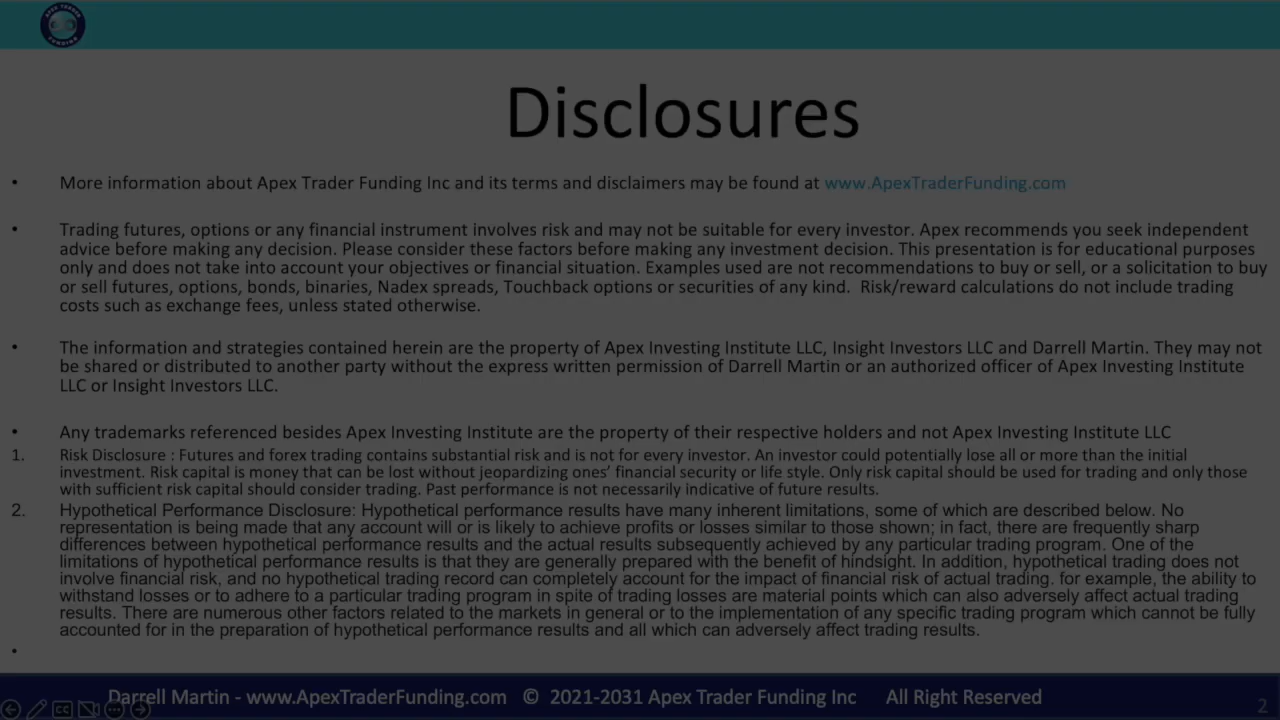 APEX TRADER
FUNDING
Disclosures
• More information about Apex Trader Funding Inc and its terms and disclaimers may be found at www.ApexTraderFunding.com
• Trading futures, options or any financial instrument involves risk and may not be suitable for every investor. Apex recommends you seek independent
advice before making any decision. Please consider these factors before making any investment decision. This presentation is for educational purposes
only and does not take into account your objectives or financial situation. Examples used are not recommendations to buy or sell, or a solicitation to buy
or sell futures, options, bonds, binaries, Nadex spreads, Touchback options or securities of any kind.  Risk/reward calculations do not include trading
costs such as exchange fees, unless stated otherwise.
• The information and strategies contained herein are the property of Apex Investing Institute LLC, Insight Investors LLC and Darrell Martin. They may not
be shared or distributed to another party without the express written permission of Darrell Martin or an authorized officer of Apex Investing Institute
LLC or Insight Investors LLC.
• Any trademarks referenced besides Apex Investing Institute are the property of their respective holders and not Apex Investing Institute LLC
1. Risk Disclosure : Futures and forex trading contains substantial risk and is not for every investor. An investor could potentially lose all or more than the initial
investment. Risk capital is money that can be lost without jeopardizing ones’ financial security or life style. Only risk capital should be used for trading and only those
with sufficient risk capital should consider trading. Past performance is not necessarily indicative of future results.
2. Hypothetical Performance Disclosure: Hypothetical performance results have many inherent limitations, some of which are described below. No
representation is being made that any account will or is likely to achieve profits or losses similar to those shown; in fact, there are frequently sharp
differences between hypothetical performance results and the actual results subsequently achieved by any particular trading program. One of the
limitations of hypothetical performance results is that they are generally prepared with the benefit of hindsight. In addition, hypothetical trading does not
involve financial risk, and no hypothetical trading record can completely account for the impact of financial risk of actual trading. for example, the ability to
withstand losses or to adhere to a particular trading program in spite of trading losses are material points which can also adversely affect actual trading
results. There are numerous other factors related to the markets in general or to the implementation of any specific trading program which cannot be fully
accounted for in the preparation of hypothetical performance results and all which can adversely affect trading results.
•
Darrell Martin - www.ApexTraderFunding.com © 2021-2031 Apex Trader Funding Inc All Right Reserved
CC
2